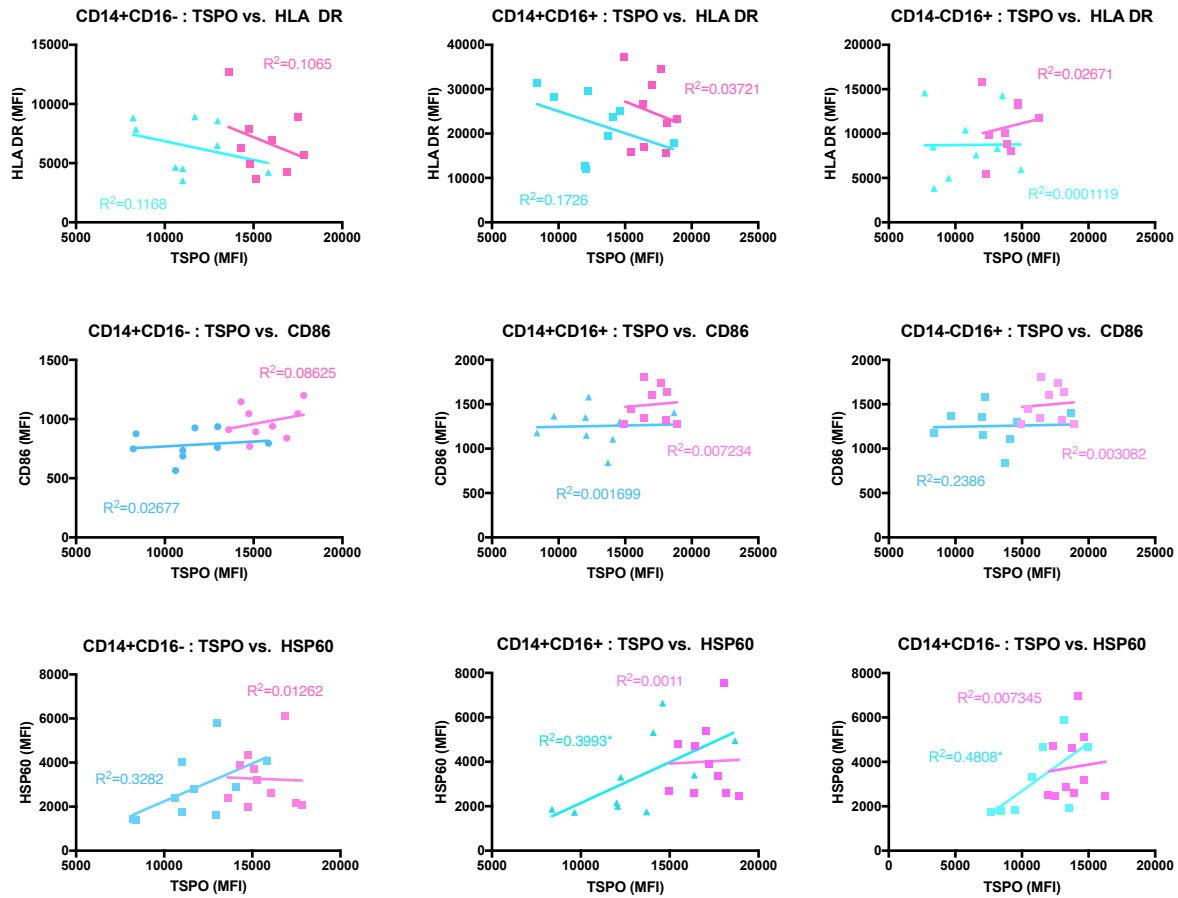 CD14+CD16- : TSPO vs. HLA DR
15000
10000
5000
0
HLA DR (MFI)
R²=0.1065
R²=0.1168
5000 10000 15000 20000
TSPO (MFI)
CD14+CD16+ : TSPO vs. HLA DR
40000
30000
20000
10000
0
HLA DR (MFI)
R²=0.03721
R²=0.1726
5000 10000 15000 20000 25000
TSPO (MFI)
CD14-CD16+ : TSPO vs. HLA DR
20000
15000
10000
5000
0
HLA DR (MFI)
R²=0.02671
R²=0.0001119
5000 10000 15000 20000 25000
TSPO (MFI)
CD14+CD16- : TSPO vs. CD86
1500
1000
500
0
CD86 (MFI)
R²=0.08625
R²=0.02677
5000 10000 15000 20000
TSPO (MFI)
CD14+CD16+ : TSPO vs. CD86
2000
1500
1000
500
0
CD86 (MFI)
R²=0.007234
R²=0.001699
5000 10000 15000 20000 25000
TSPO (MFI)
CD14-CD16+ : TSPO vs. CD86
2000
1500
1000
500
0
CD86 (MFI)
R²=0.003082
R²=0.2386
5000 10000 15000 20000 25000
TSPO (MFI)
CD14+CD16- : TSPO vs. HSP60
8000
6000
4000
2000
0
HSP60 (MFI)
R²=0.01262
R²=0.3282
5000 10000 15000 20000
TSPO (MFI)
CD14+CD16+ : TSPO vs. HSP60
8000
6000
4000
2000
0
HSP60 (MFI)
R²=0.0011
R²=0.3993*
5000 10000 15000 20000
TSPO (MFI)
CD14+CD16- : TSPO vs. HSP60
8000
6000
4000
2000
0
HSP60 (MFI)
R²=0.007345
R²=0.4808*
0 5000 10000 15000 20000
TSPO (MFI)